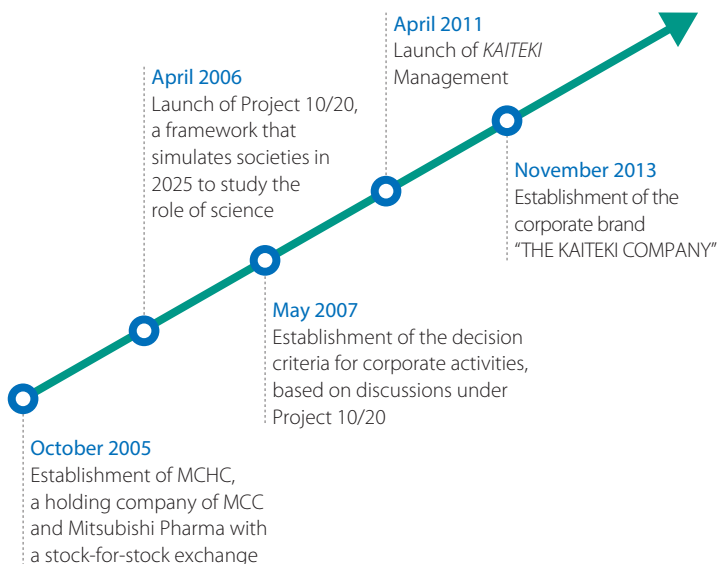 April 2011
Launch of KAITEKI
Management
April 2006
Launch of Project 10/20,
a framework that
simulates societies in
2025 to study the
role of science
November 2013
Establishment of the
corporate brand
“THE KAITEKI COMPANY”
May 2007
Establishment of the decision
criteria for corporate activities,
based on discussions under
Project 10/20
October 2005
Establishment of MCHC,
a holding company of MCC
and Mitsubishi Pharma with
a stock-for-stock exchange